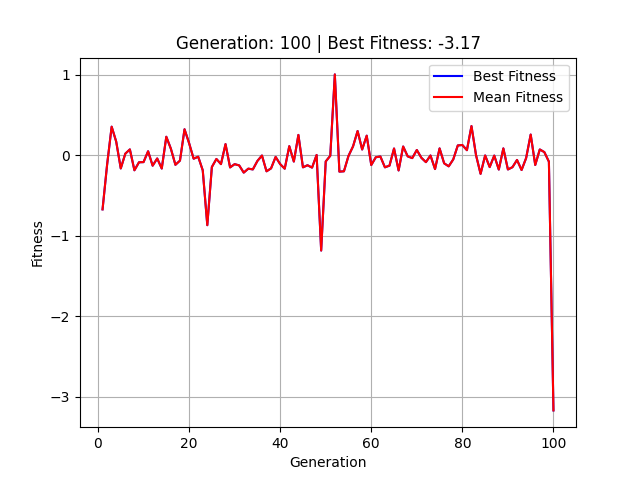 Generation: 100 | Best Fitness: -3.17
Best Fitness
Mean Fitness
1
0
−1
−2
−3
Fitness
0 20 40 60 80 100
Generation